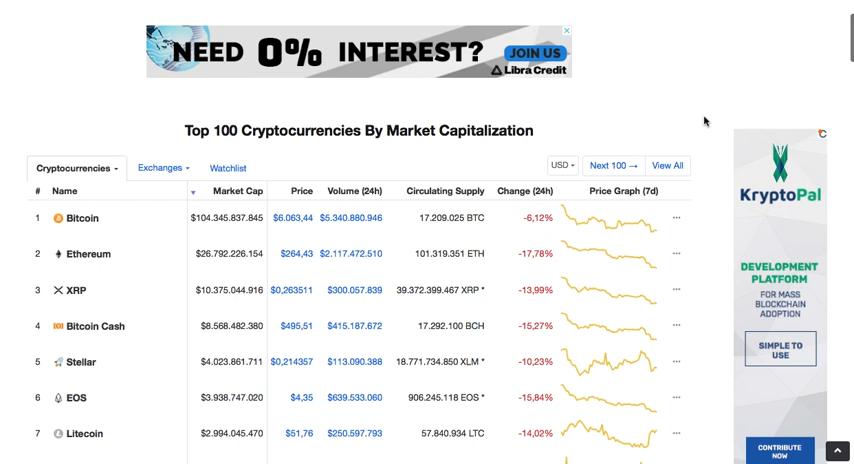 NEED 0% INTEREST?
JOIN US
Libra Credit
Top 100 Cryptocurrencies By Market Capitalization
Cryptocurrencies Exchanges Watchlist USD Next 100 → View All
# Name Market Cap Price Volume (24h) Circulating Supply Change (24h) Price Graph (7d)
1 Bitcoin $104.345.837.845 $6.063,44 $5.340.880.946 17.209.025 BTC -6,12%
2 Ethereum $26.792.226.154 $264,43 $2.117.472.510 101.319.351 ETH -17,78%
3 XRP $10.375.044.916 $0,263511 $300.057.839 39.372.399.467 XRP * -13,99%
4 Bitcoin Cash $8.568.482.380 $495,51 $415.187.672 17.292.100 BCH -15,27%
5 Stellar $4.023.861.711 $0,214357 $113.090.388 18.771.734.850 XLM * -10,23%
6 EOS $3.938.747.020 $4,35 $639.533.060 906.245.118 EOS * -15,84%
7 Litecoin $2.994.045.470 $51,76 $250.597.793 57.840.934 LTC -14,02%
KryptoPal
DEVELOPMENT
PLATFORM
FOR MASS
BLOCKCHAIN
ADOPTION
SIMPLE TO
USE
CONTRIBUTE
NOW